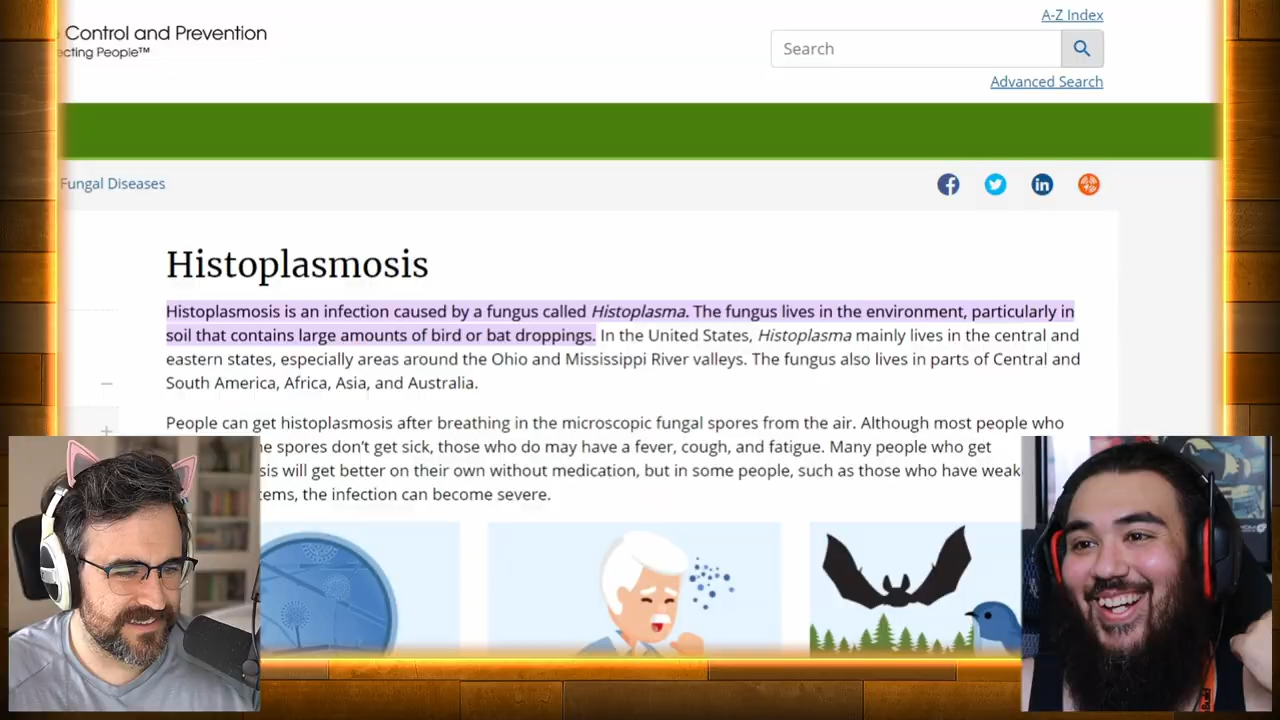 A-Z Index
Control and Prevention
ecting People™
Search
Advanced Search
Fungal Diseases
Histoplasmosis
Histoplasmosis is an infection caused by a fungus called Histoplasma. The fungus lives in the environment, particularly in
soil that contains large amounts of bird or bat droppings. In the United States, Histoplasma mainly lives in the central and
eastern states, especially areas around the Ohio and Mississippi River valleys. The fungus also lives in parts of Central and
South America, Africa, Asia, and Australia.
People can get histoplasmosis after breathing in the microscopic fungal spores from the air. Although most people who
he spores don't get sick, those who do may have a fever, cough, and fatigue. Many people who get
sis will get better on their own without medication, but in some people, such as those who have weak
tems, the infection can become severe.